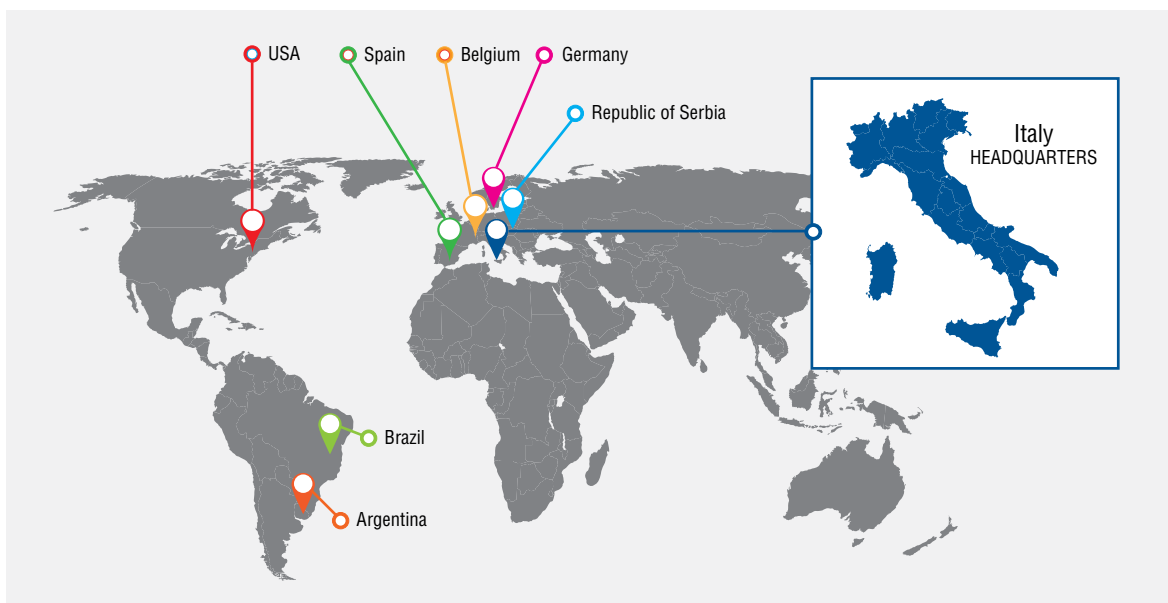 USA
Spain
Belgium
Germany
Republic of Serbia
Italy
HEADQUARTERS
Brazil
Argentina